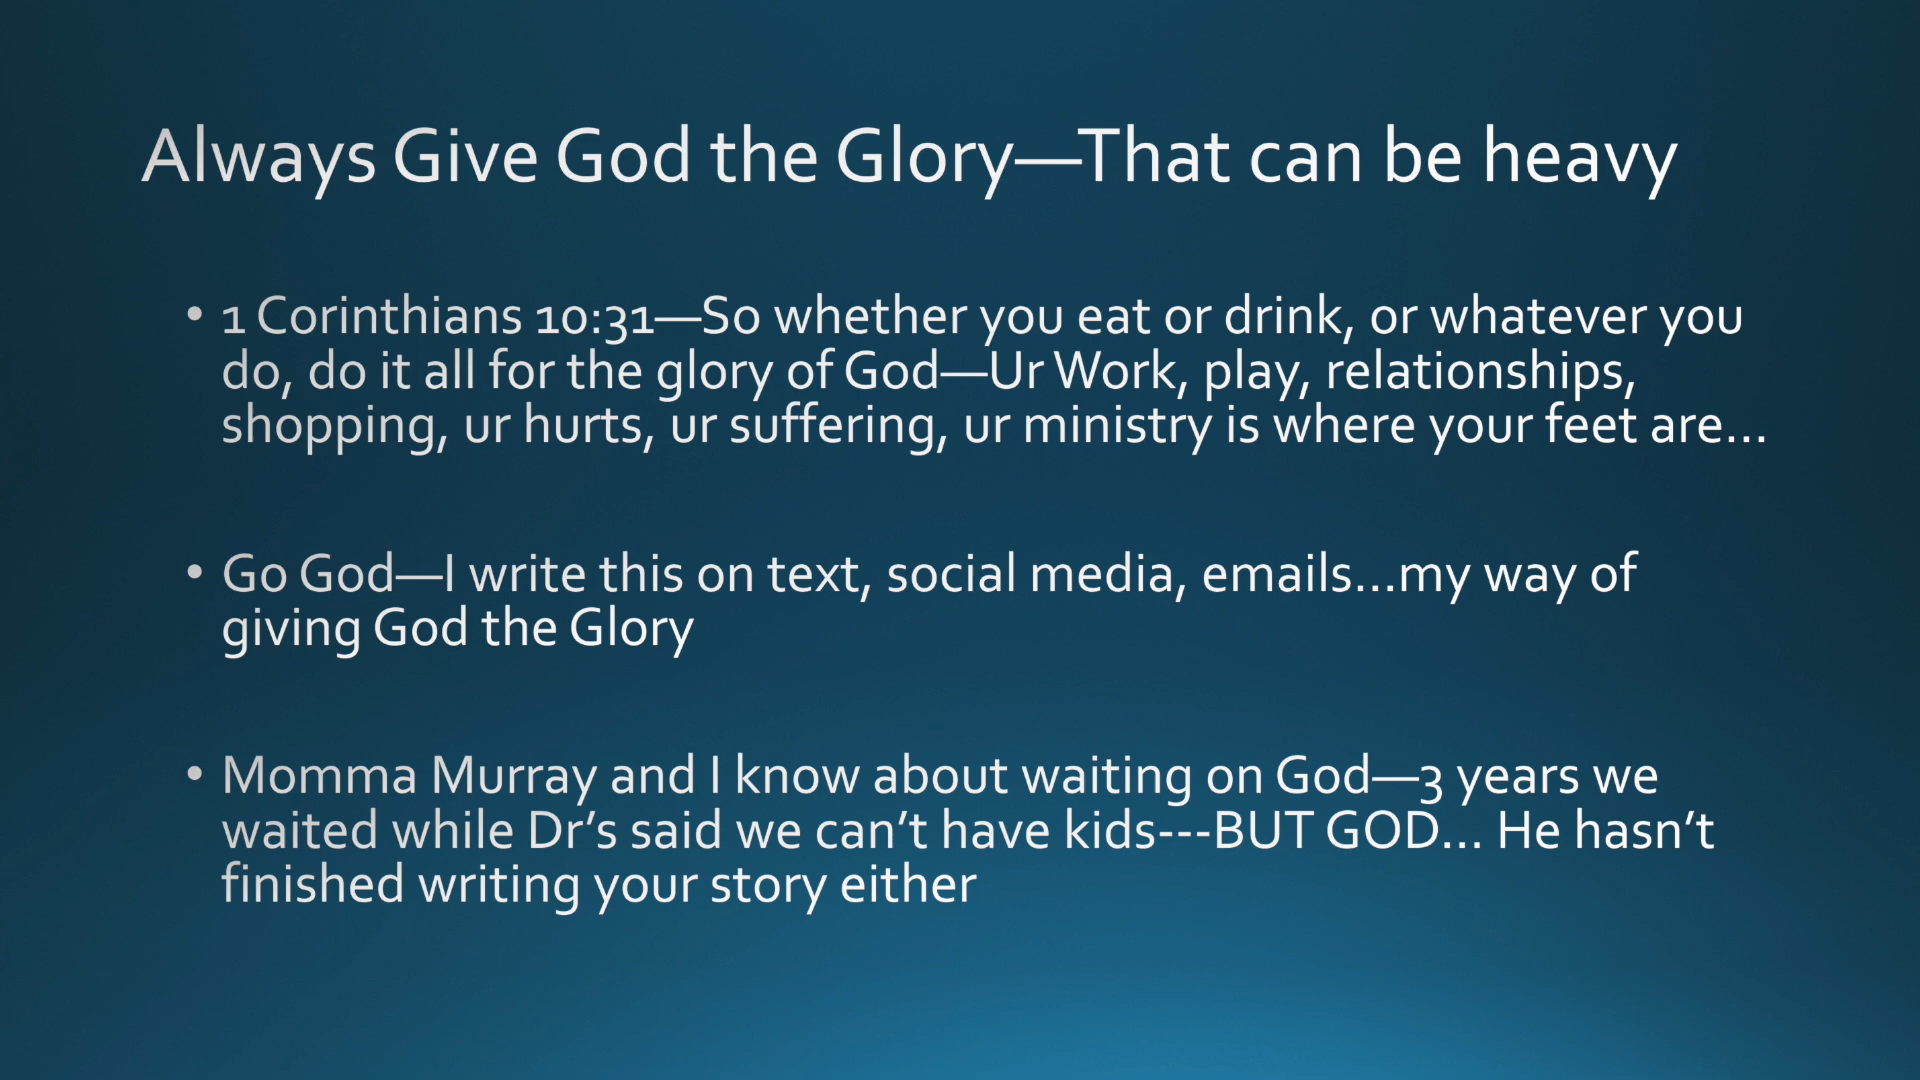 Always Give God the Glory—That can be heavy
• 1 Corinthians 10:31—So whether you eat or drink, or whatever you
do, do it all for the glory of God—Ur Work, play, relationships,
shopping, ur hurts, ur suffering, ur ministry is where your feet are…
• Go God—I write this on text, social media, emails…my way of
giving God the Glory
• Momma Murray and I know about waiting on God—3 years we
waited while Dr’s said we can’t have kids---BUT GOD… He hasn’t
finished writing your story either